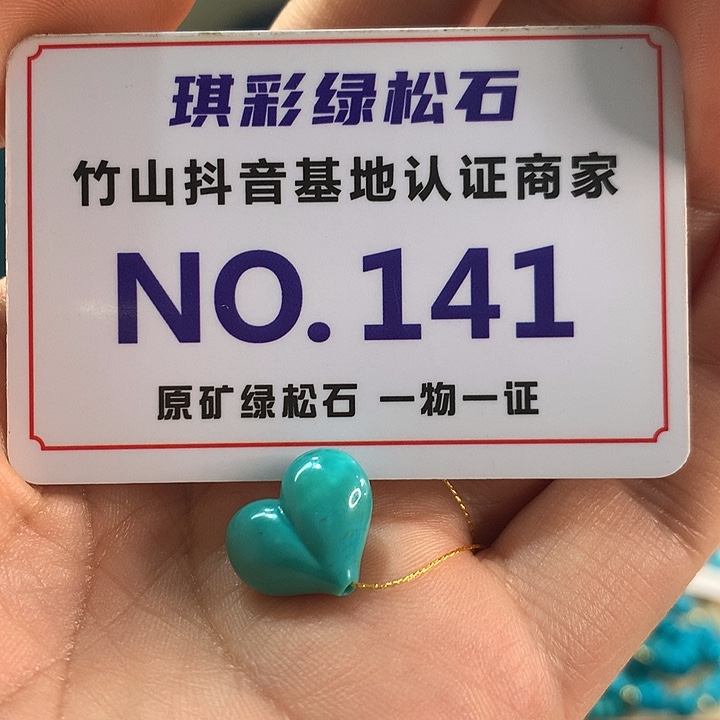 琪彩绿松石
竹山抖音基地认证商家
NO.141
原矿绿松石 一物一证